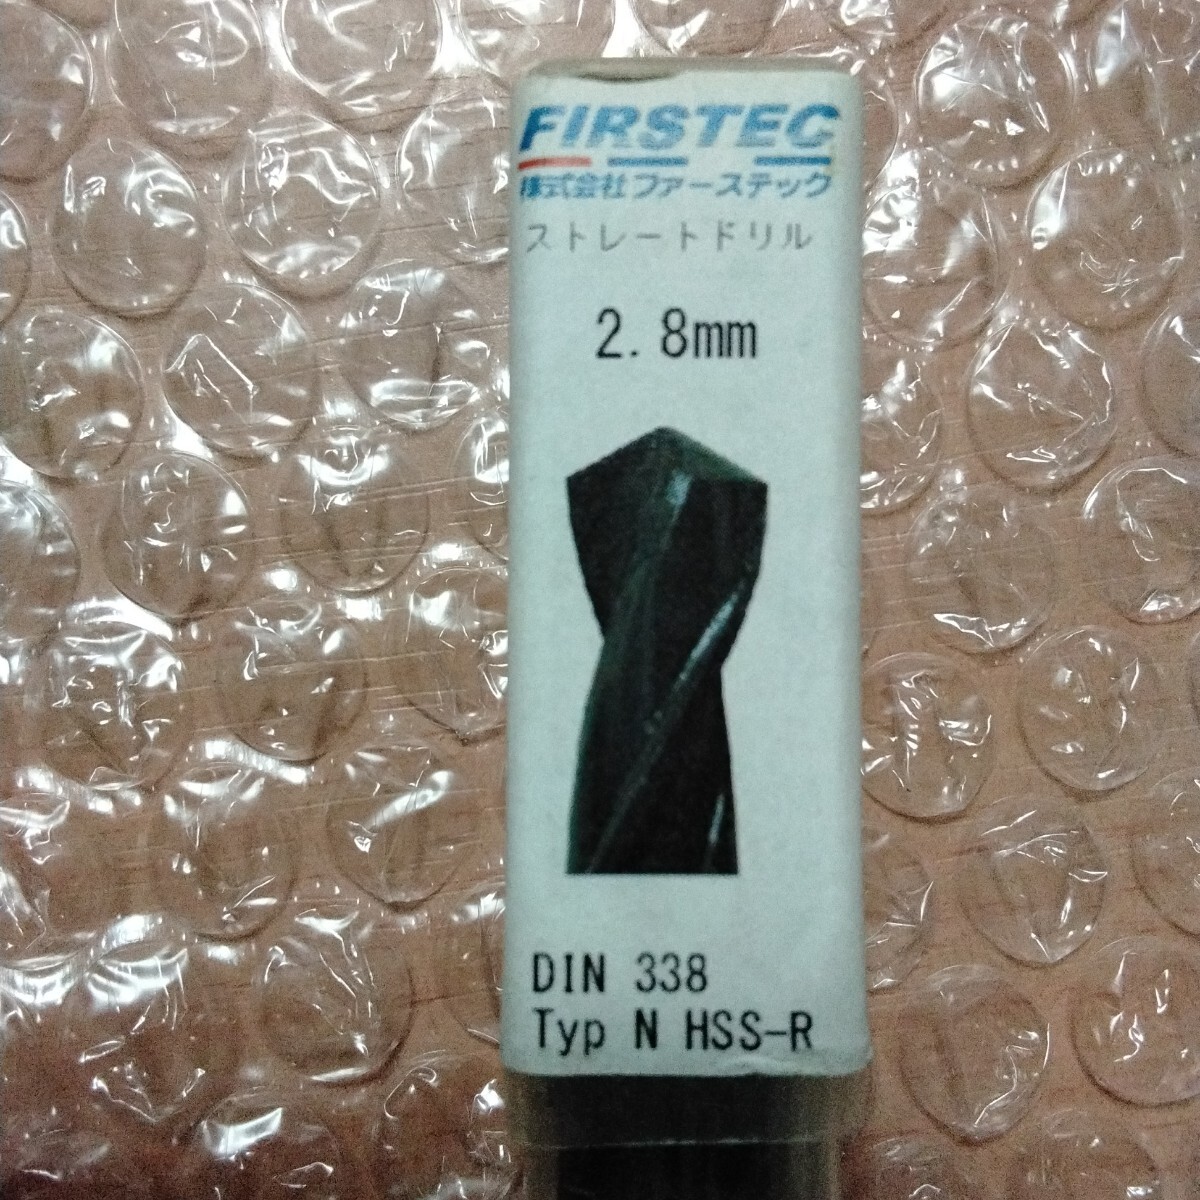 FIRSTEC
株式会社ファーステック
ストレートドリル
2.8mm
DIN 338
Typ N HSS-R